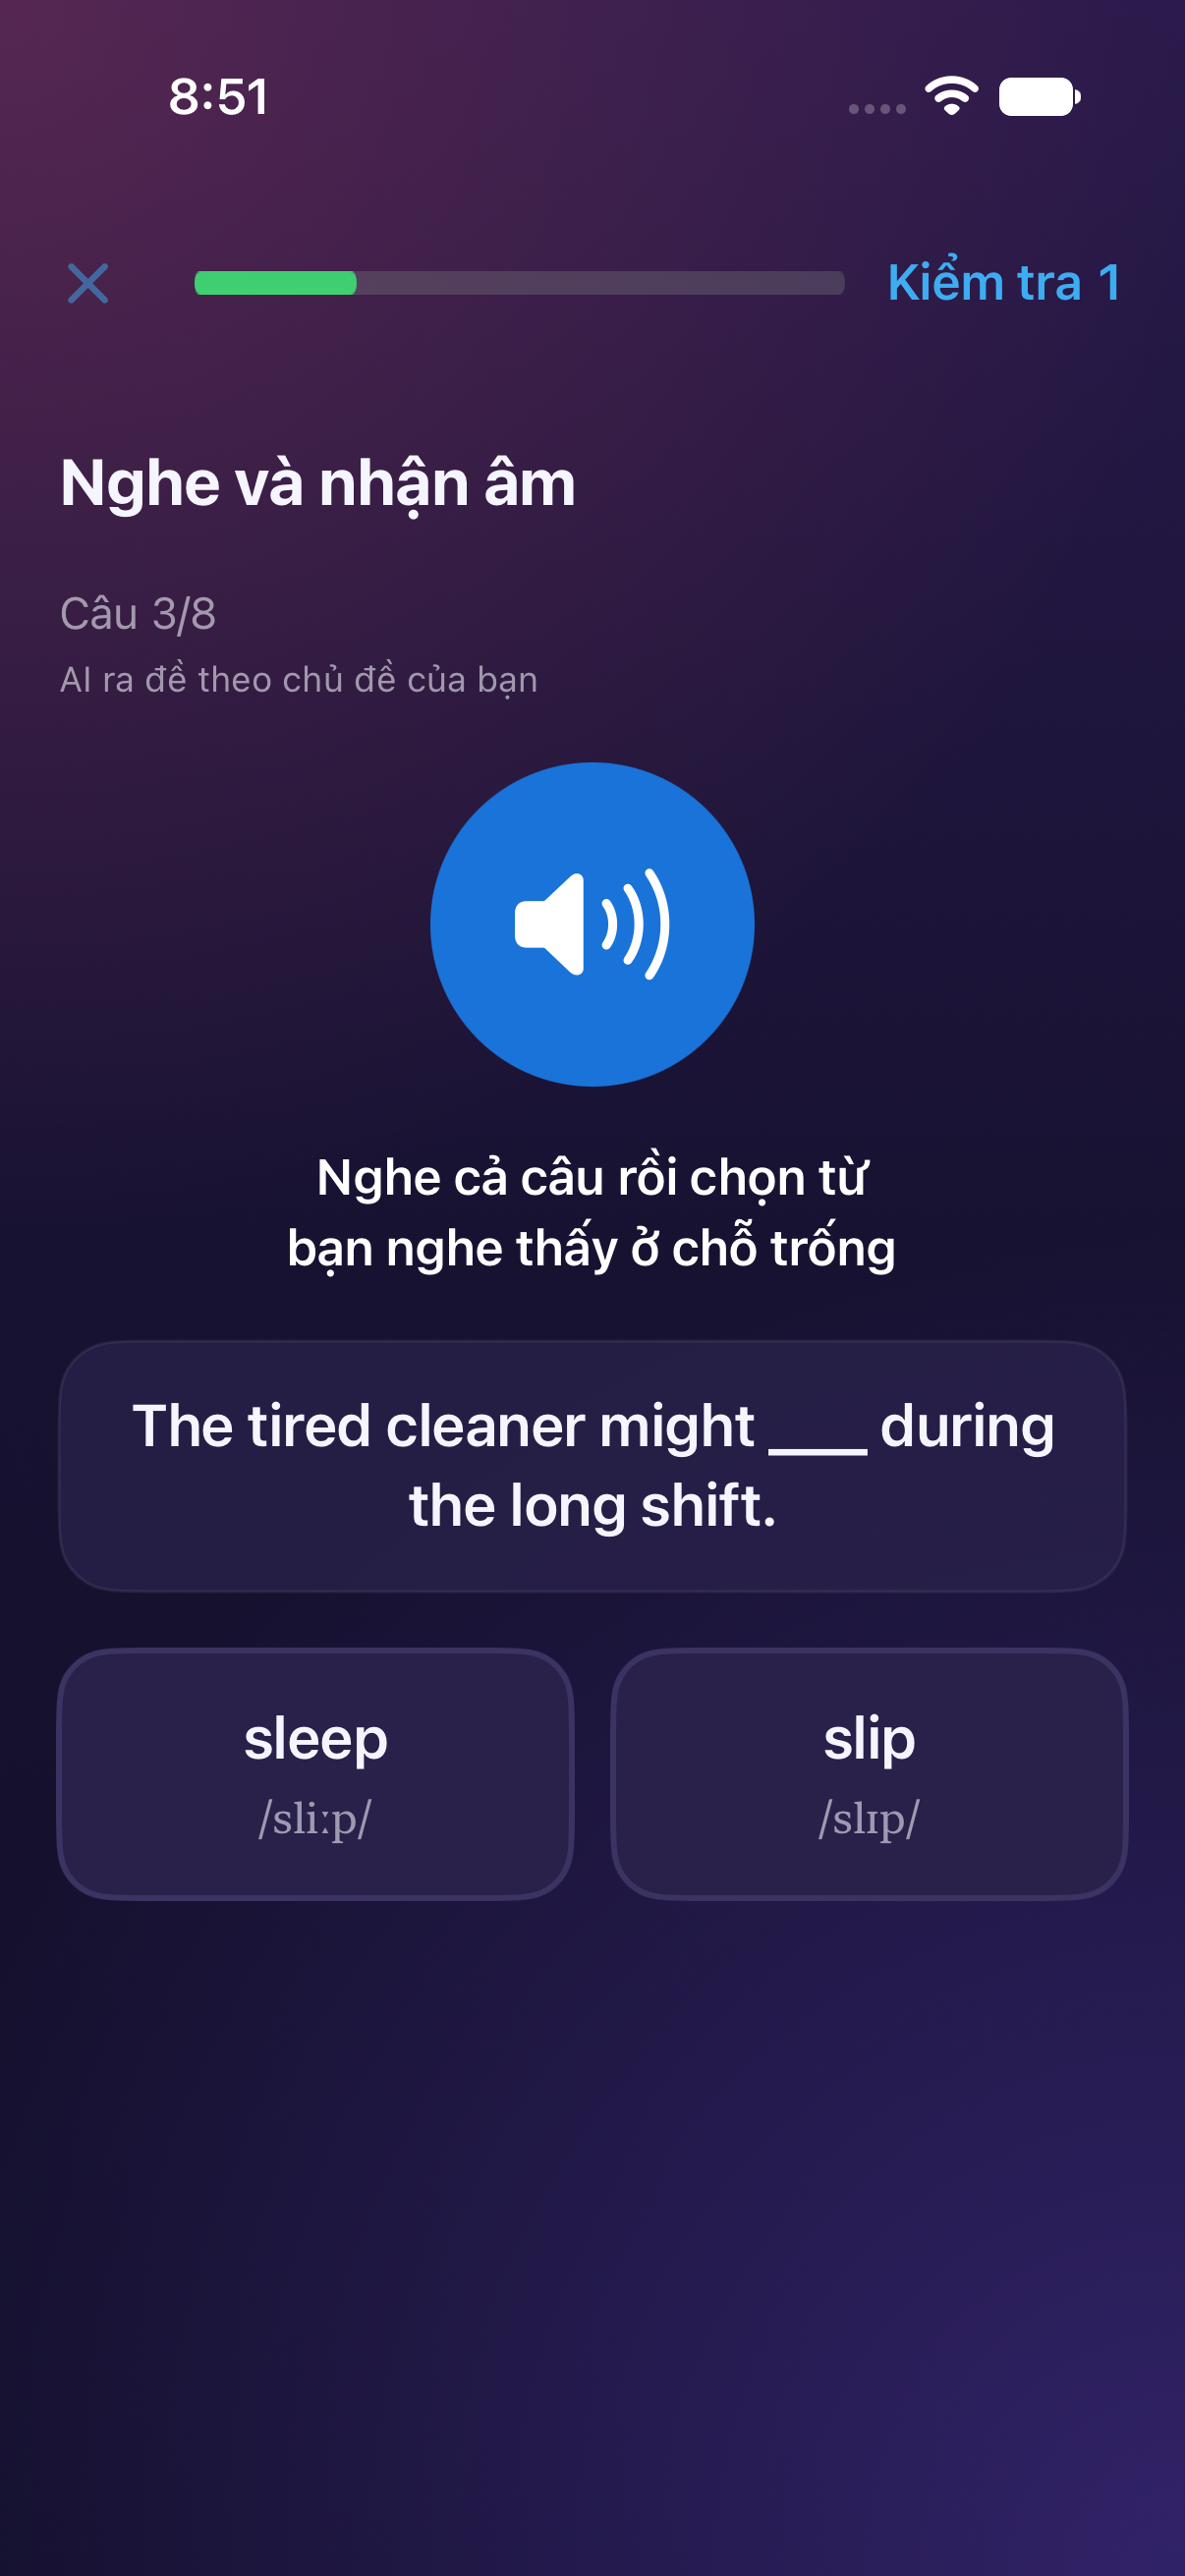 8:51
Kiểm tra 1
Nghe và nhận âm
Câu 3/8
AI ra đề theo chủ đề của bạn
Nghe cả câu rồi chọn từ
bạn nghe thấy ở chỗ trống
The tired cleaner might ____ during
the long shift.
sleep
/sliːp/
slip
/slɪp/